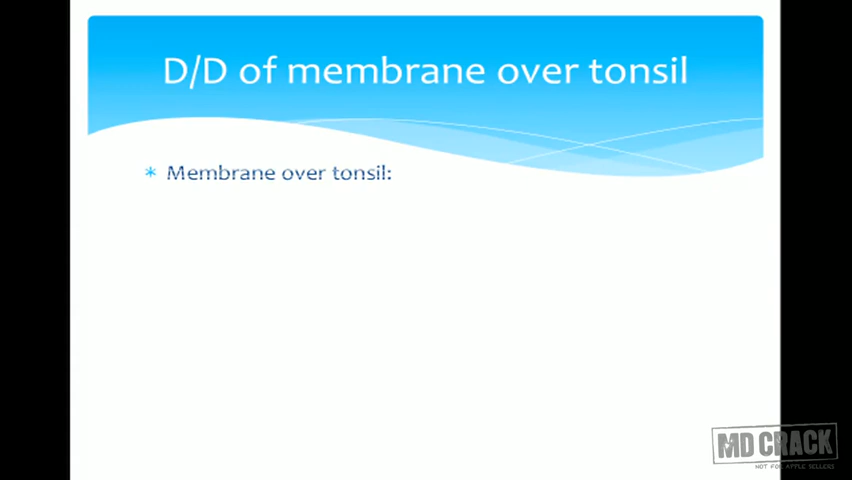 D/D of membrane over tonsil
* Membrane over tonsil:
MD CRACK
NOT FOR APPLE SELLERS